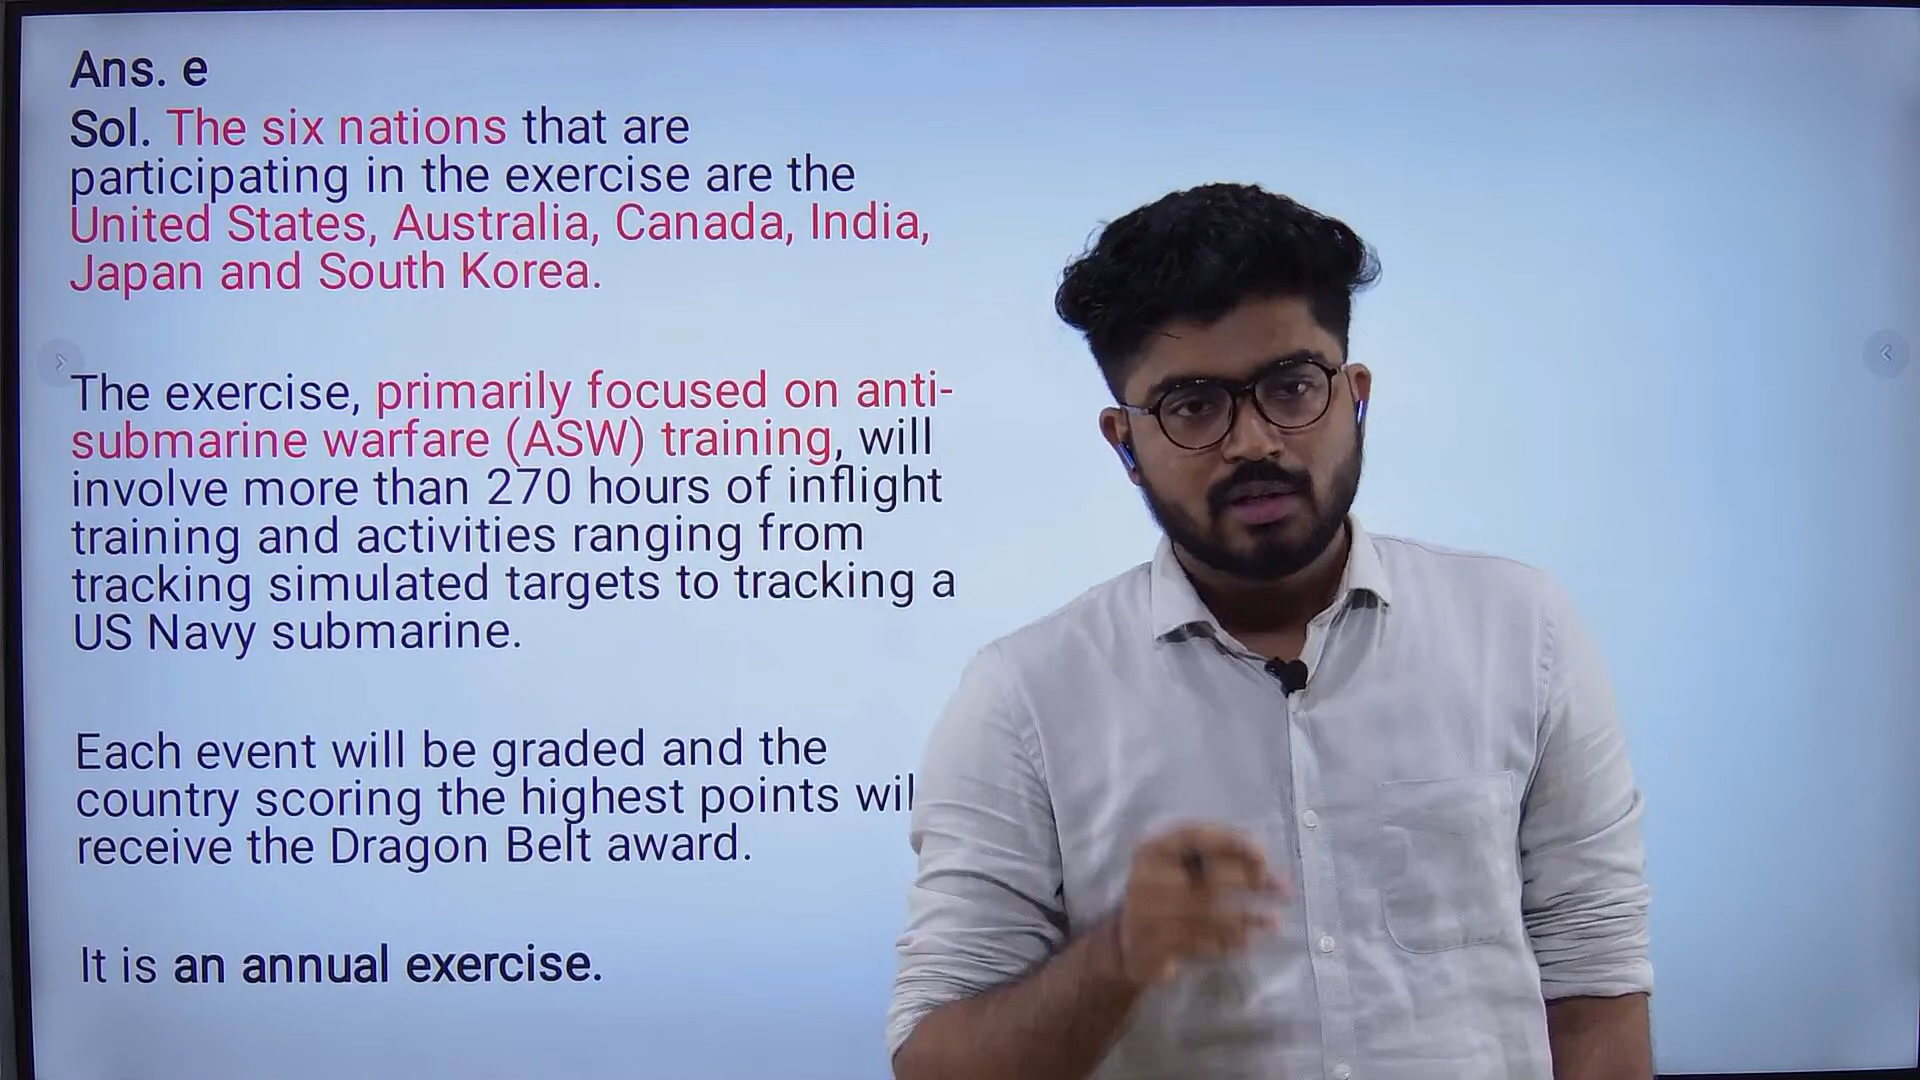 Ans. e
Sol. The six nations that are
participating in the exercise are the
United States, Australia, Canada, India,
Japan and South Korea.
The exercise, primarily focused on anti-
submarine warfare (ASW) training, will
involve more than 270 hours of inflight
training and activities ranging from
tracking simulated targets to tracking a
US Navy submarine.
Each event will be graded and the
country scoring the highest points wil
receive the Dragon Belt award.
It is an annual exercise.